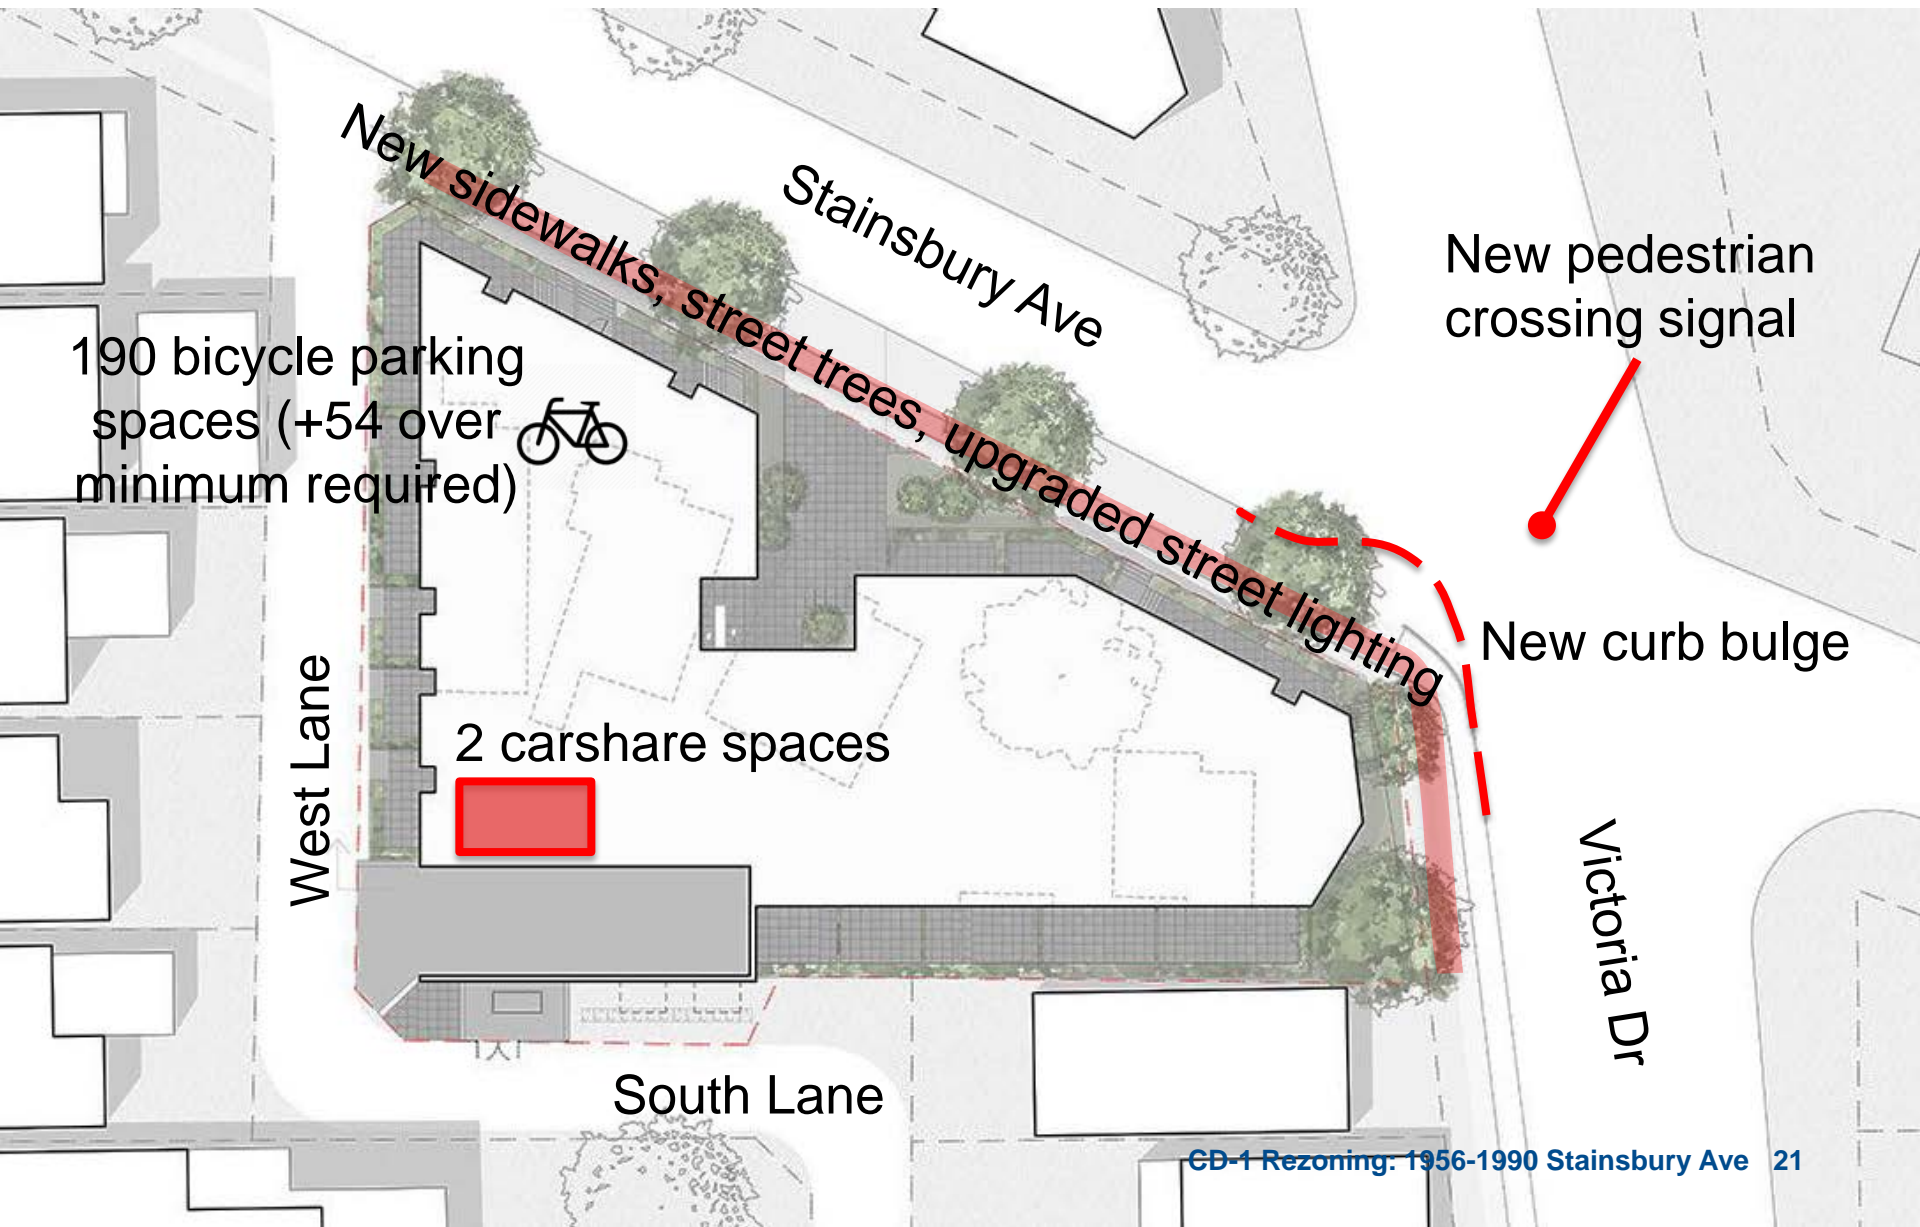 New sidewalks, street trees, upgraded street lighting
Stainsbury Ave
New pedestrian
crossing signal
190 bicycle parking
spaces (+54 over
minimum required)
New curb bulge
West Lane
2 carshare spaces
Victoria Dr
South Lane
CD-1 Rezoning: 1956-1990 Stainsbury Ave 21